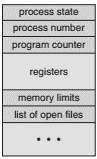 process state
process number
program counter
registers
memory limits
list of open files
• • •